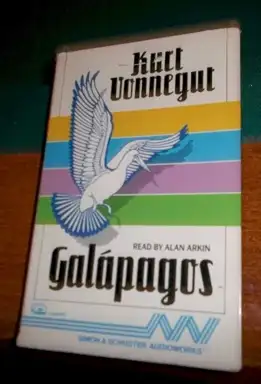 Kurt
Vonnegut
READ BY ALAN ARKIN
Galápagos
SIMON & SCHUSTER AUDIOWORKS